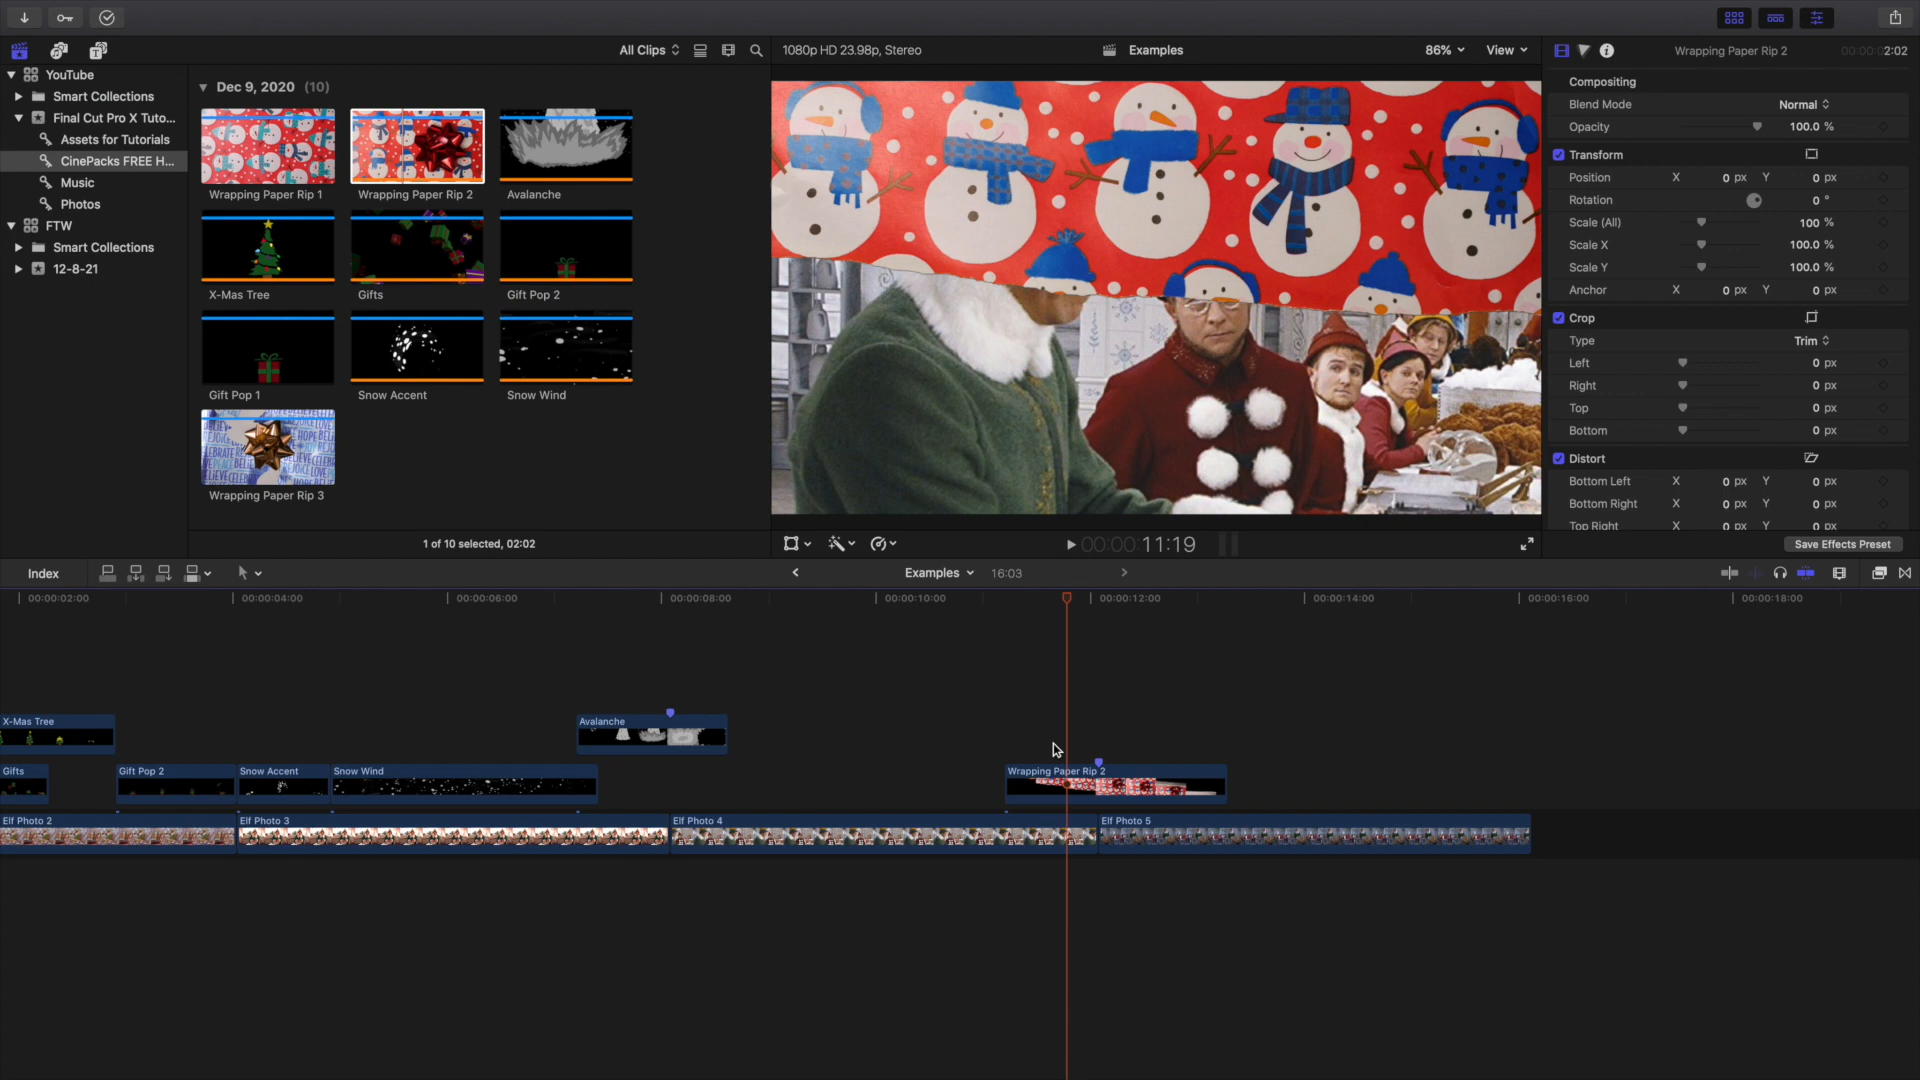 All Clips
1080p HD 23.98p, Stereo
Examples
86%
View
Wrapping Paper Rip 2
00:00:02:02
YouTube
Smart Collections
Final Cut Pro X Tuto...
Assets for Tutorials
CinePacks FREE H...
Music
Photos
FTW
Smart Collections
12-8-21
Dec 9, 2020 (10)
Wrapping Paper Rip 1
Wrapping Paper Rip 2
Avalanche
X-Mas Tree
Gifts
Gift Pop 2
Gift Pop 1
Snow Accent
Snow Wind
Wrapping Paper Rip 3
1 of 10 selected, 02:02
00:00:11:19
Compositing
Blend Mode Normal
Opacity 100.0 %
Transform
Position X 0 px Y 0 px
Rotation 0 °
Scale (All) 100 %
Scale X 100.0 %
Scale Y 100.0 %
Anchor X 0 px Y 0 px
Crop
Type Trim
Left 0 px
Right 0 px
Top 0 px
Bottom 0 px
Distort
Bottom Left X 0 px Y 0 px
Bottom Right X 0 px Y 0 px
Top Right X 0 px Y 0 px
Save Effects Preset
Index
Examples
16:03
00:00:02:00
00:00:04:00
00:00:06:00
00:00:08:00
00:00:10:00
00:00:12:00
00:00:14:00
00:00:16:00
00:00:18:00
X-Mas Tree
Avalanche
Gifts
Gift Pop 2
Snow Accent
Snow Wind
Wrapping Paper Rip 2
Elf Photo 2
Elf Photo 3
Elf Photo 4
Elf Photo 5